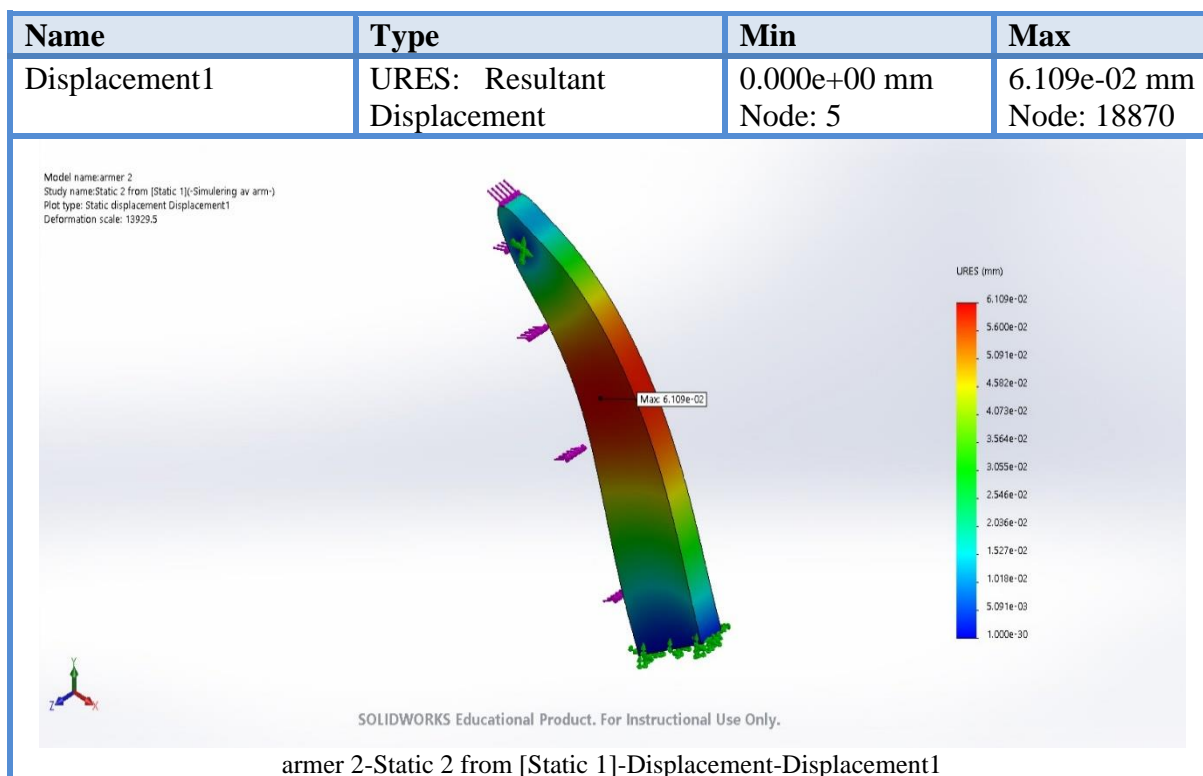 Name Type Min Max
Displacement1 URES: Resultant 0.000e+00 mm 6.109e-02 mm
Displacement Node: 5 Node: 18870
Model name:armer 2
Study name:Static 2 from [Static 1](-Simulering av arm-)
Plot type: Static displacement Displacement1
Deformation scale: 13929.5
URES (mm)
6.109e-02
5.600e-02
5.091e-02
4.582e-02
4.073e-02
3.564e-02
3.055e-02
2.546e-02
2.036e-02
1.527e-02
1.018e-02
5.091e-03
1.000e-30
Max: 6.109e-02
Y
Z
X
SOLIDWORKS Educational Product. For Instructional Use Only.
armer 2-Static 2 from [Static 1]-Displacement-Displacement1